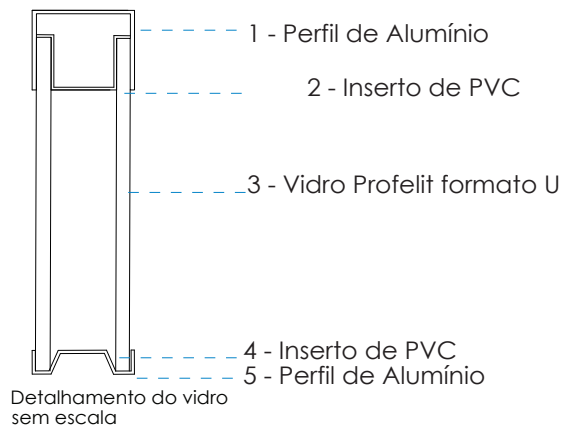 1 - Perfil de Alumínio
2 - Inserto de PVC
3 - Vidro Profelit formato U
4 - Inserto de PVC
5 - Perfil de Alumínio
Detalhamento do vidro
sem escala